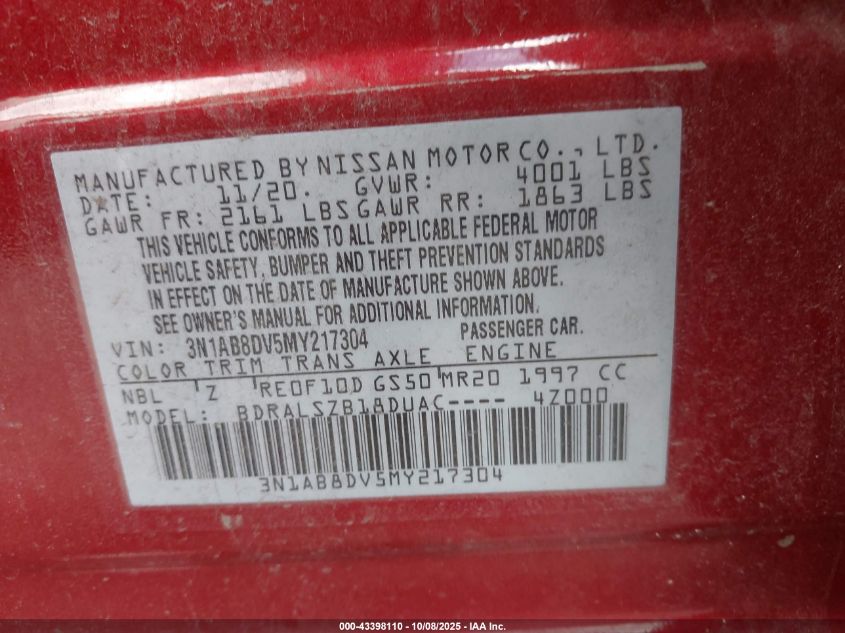 MANUFACTURED BY NISSAN MOTOR CO., LTD.
DATE: 11/20. GVWR: 4001 LBS
GAWR FR: 2161 LBS GAWR RR: 1863 LBS
THIS VEHICLE CONFORMS TO ALL APPLICABLE FEDERAL MOTOR
VEHICLE SAFETY, BUMPER AND THEFT PREVENTION STANDARDS
IN EFFECT ON THE DATE OF MANUFACTURE SHOWN ABOVE.
SEE OWNER'S MANUAL FOR ADDITIONAL INFORMATION.
VIN: 3N1AB8DV5MY217304 PASSENGER CAR.
COLOR TRIM TRANS AXLE ENGINE
NBL Z RE0F10D GS50 MR20 1997 CC
MODEL: BDRALSZB18DUAC---- 4Z000
3N1AB8DV5MY217304
000-43398110 - 10/08/2025 - IAA Inc.